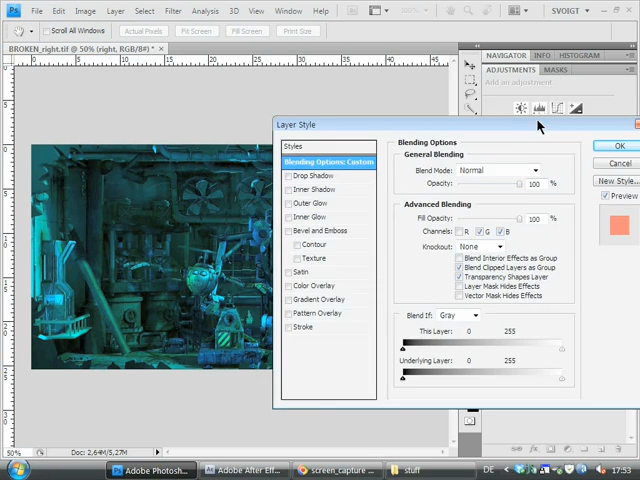 Ps File Edit Image Layer Select Filter Analysis 3D View Window Help 50% SVOIGT
Scroll All Windows Actual Pixels Fit Screen Fill Screen Print Size
BROKEN_right.tif @ 50% (right, RGB/8#) *
NAVIGATOR INFO HISTOGRAM
ADJUSTMENTS MASKS
Add an adjustment
Layer Style
Styles
Blending Options: Custom
Drop Shadow
Inner Shadow
Outer Glow
Inner Glow
Bevel and Emboss
Contour
Texture
Satin
Color Overlay
Gradient Overlay
Pattern Overlay
Stroke
Blending Options
General Blending
Blend Mode: Normal
Opacity: 100 %
Advanced Blending
Fill Opacity: 100 %
Channels: R G B
Knockout: None
Blend Interior Effects as Group
Blend Clipped Layers as Group
Transparency Shapes Layer
Layer Mask Hides Effects
Vector Mask Hides Effects
Blend If: Gray
This Layer: 0 255
Underlying Layer: 0 255
OK
Cancel
New Style...
Preview
50% Doc: 2,64M/5,27M
Adobe Photosh... Adobe After Eff... screen_capture ... stuff DE 17:53